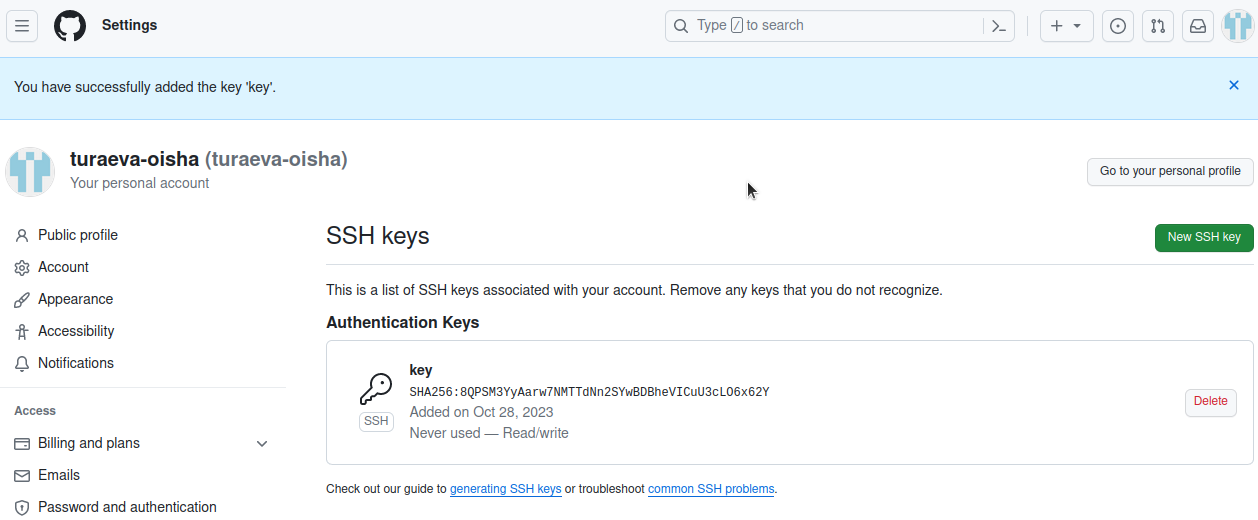 Settings
Type / to search
You have successfully added the key 'key'.
turaeva-oisha (turaeva-oisha)
Your personal account
Go to your personal profile
Public profile
Account
Appearance
Accessibility
Notifications
Access
Billing and plans
Emails
Password and authentication
SSH keys
New SSH key
This is a list of SSH keys associated with your account. Remove any keys that you do not recognize.
Authentication Keys
key
SHA256:8QPSM3YyAarw7NMTTdNn2SYwBDBheVICuU3cLO6x62Y
Added on Oct 28, 2023
Never used — Read/write
SSH
Delete
Check out our guide to generating SSH keys or troubleshoot common SSH problems.